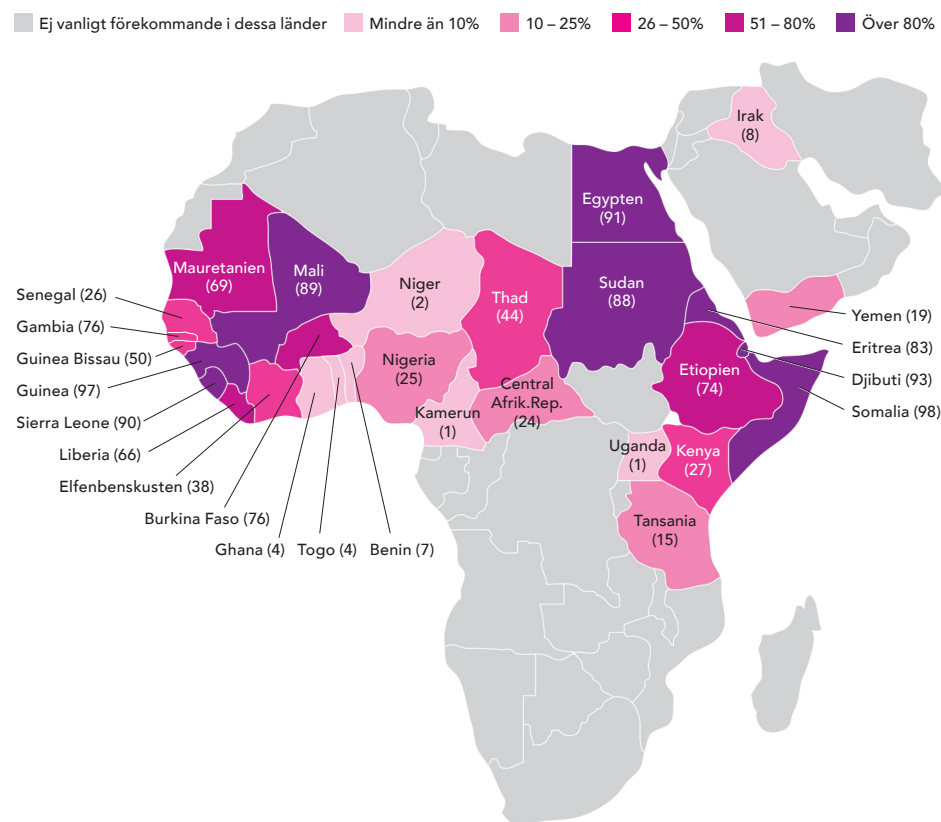 Ej vanligt förekommande i dessa länder
Mindre än 10%
10 – 25%
26 – 50%
51 – 80%
Över 80%
Irak
(8)
Egypten
(91)
Mauretanien
(69)
Mali
(89)
Niger
(2)
Thad
(44)
Sudan
(88)
Senegal (26)
Gambia (76)
Guinea Bissau (50)
Guinea (97)
Sierra Leone (90)
Liberia (66)
Elfenbenskusten (38)
Burkina Faso (76)
Ghana (4)
Togo (4)
Benin (7)
Nigeria
(25)
Kamerun
(1)
Central
Afrik.Rep.
(24)
Etiopien
(74)
Yemen (19)
Eritrea (83)
Djibuti (93)
Somalia (98)
Uganda
(1)
Kenya
(27)
Tansania
(15)